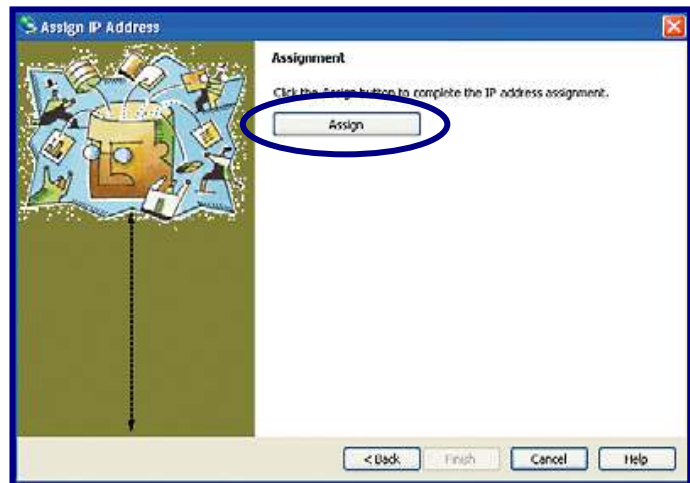 Assign IP Address
Assignment
Click the Assign button to complete the IP address assignment.
Assign
< Back Finish Cancel Help